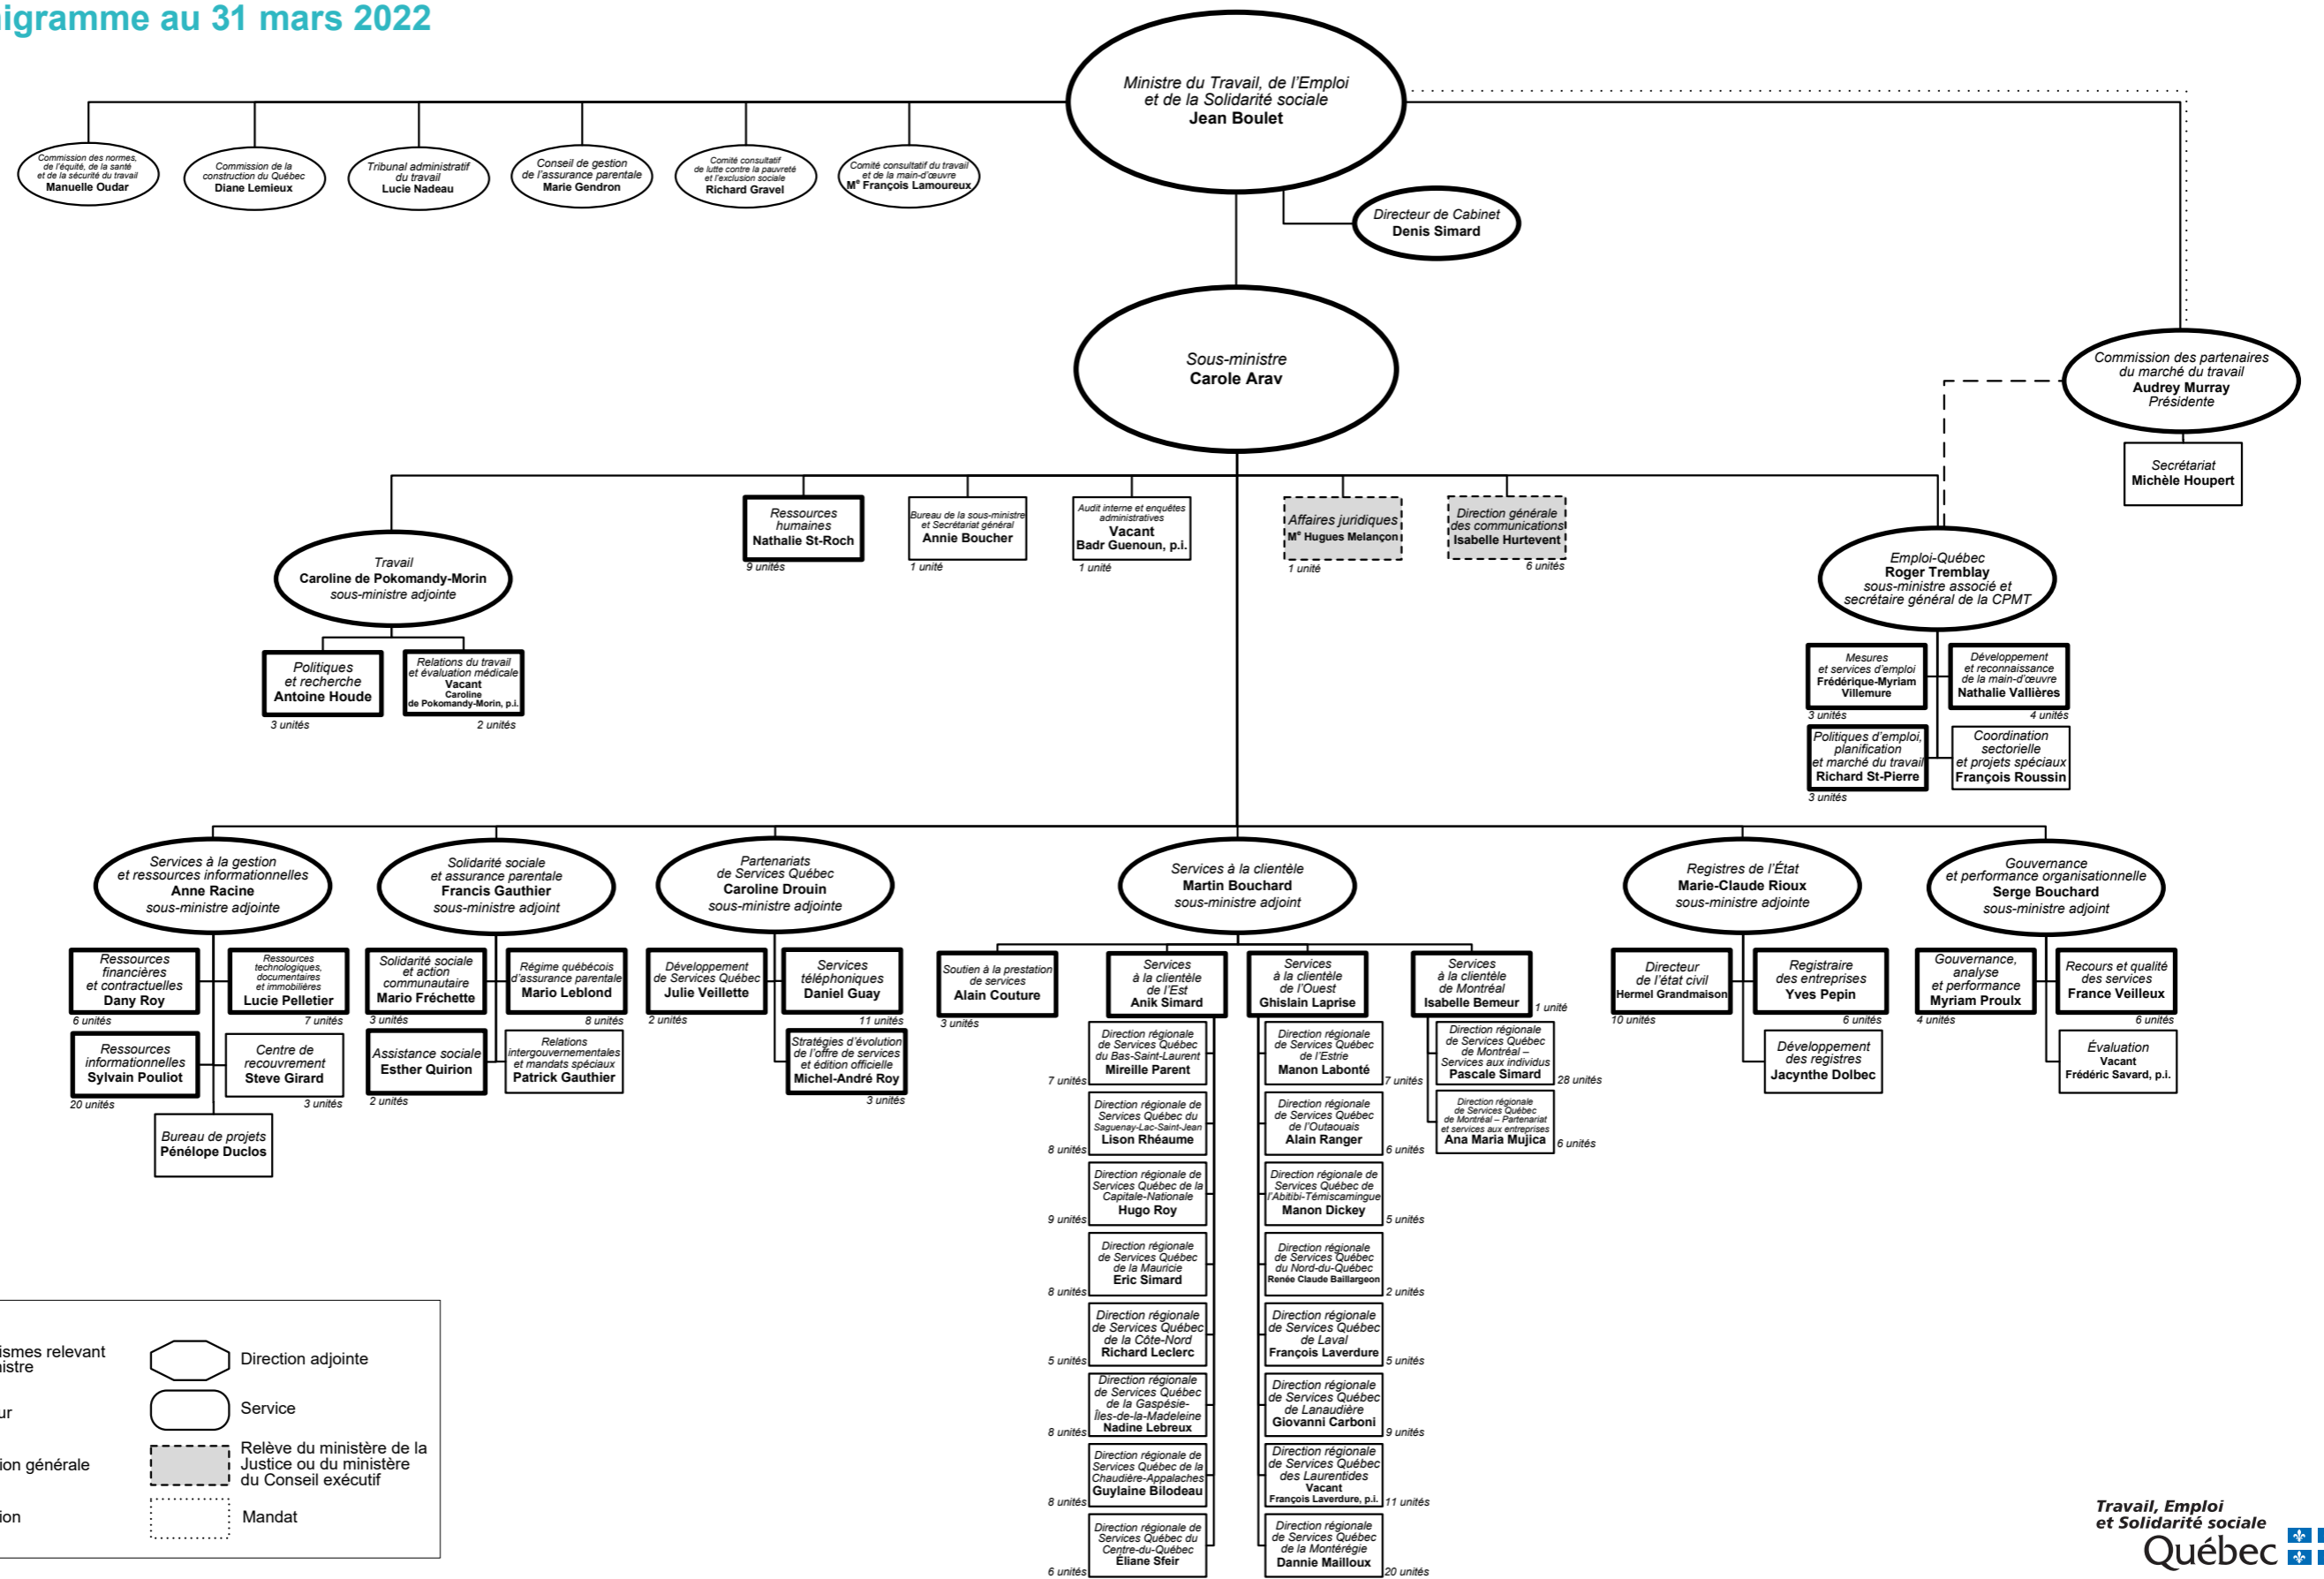 nigramme au 31 mars 2022
Ministre du Travail, de l'Emploi
et de la Solidarité sociale
Jean Boulet
Commission des normes,
de l'équité, de la santé
et de la sécurité du travail
Manuelle Oudar
Commission de la
construction du Québec
Diane Lemieux
Tribunal administratif
du travail
Lucie Nadeau
Conseil de gestion
de l'assurance parentale
Marie Gendron
Comité consultatif
de lutte contre la pauvreté
et l'exclusion sociale
Richard Gravel
Comité consultatif du travail
et de la main-d'œuvre
Me François Lamoureux
Directeur de Cabinet
Denis Simard
Sous-ministre
Carole Arav
Commission des partenaires
du marché du travail
Audrey Murray
Présidente
Secrétariat
Michèle Houpert
Travail
Caroline de Pokomandy-Morin
sous-ministre adjointe
Politiques
et recherche
Antoine Houde
3 unités
Relations du travail
et évaluation médicale
Vacant
Caroline
de Pokomandy-Morin, p.i.
2 unités
Ressources
humaines
Nathalie St-Roch
9 unités
Bureau de la sous-ministre
et Secrétariat général
Annie Boucher
1 unité
Audit interne et enquêtes
administratives
Vacant
Badr Guenoun, p.i.
1 unité
Affaires juridiques
Me Hugues Melançon
1 unité
Direction générale
des communications
Isabelle Hurtevent
6 unités
Emploi-Québec
Roger Tremblay
sous-ministre associé et
secrétaire général de la CPMT
Mesures
et services d'emploi
Frédérique-Myriam
Villemure
3 unités
Développement
et reconnaissance
de la main-d'œuvre
Nathalie Vallières
4 unités
Politiques d'emploi,
planification
et marché du travail
Richard St-Pierre
3 unités
Coordination
sectorielle
et projets spéciaux
François Roussin
Services à la gestion
et ressources informationnelles
Anne Racine
sous-ministre adjointe
Ressources
financières
et contractuelles
Dany Roy
6 unités
Ressources
technologiques,
documentaires
et immobilières
Lucie Pelletier
7 unités
Ressources
informationnelles
Sylvain Pouliot
20 unités
Centre de
recouvrement
Steve Girard
3 unités
Bureau de projets
Pénélope Duclos
Solidarité sociale
et assurance parentale
Francis Gauthier
sous-ministre adjoint
Solidarité sociale
et action
communautaire
Mario Fréchette
3 unités
Régime québécois
d'assurance parentale
Mario Leblond
8 unités
Assistance sociale
Esther Quirion
2 unités
Relations
intergouvernementales
et mandats spéciaux
Patrick Gauthier
Partenariats
de Services Québec
Caroline Drouin
sous-ministre adjointe
Développement
de Services Québec
Julie Veillette
2 unités
Services
téléphoniques
Daniel Guay
11 unités
Stratégies d'évolution
de l'offre de services
et édition officielle
Michel-André Roy
3 unités
Services à la clientèle
Martin Bouchard
sous-ministre adjoint
Soutien à la prestation
de services
Alain Couture
3 unités
Services
à la clientèle
de l'Est
Anik Simard
Direction régionale
de Services Québec
du Bas-Saint-Laurent
Mireille Parent
7 unités
Direction régionale de
Services Québec du
Saguenay-Lac-Saint-Jean
Lison Rhéaume
8 unités
Direction régionale de
Services Québec de la
Capitale-Nationale
Hugo Roy
9 unités
Direction régionale
de Services Québec
de la Mauricie
Eric Simard
8 unités
Direction régionale
de Services Québec
de la Côte-Nord
Richard Leclerc
5 unités
Direction régionale
de Services Québec
de la Gaspésie-
Îles-de-la-Madeleine
Nadine Lebreux
8 unités
Direction régionale de
Services Québec de la
Chaudière-Appalaches
Guylaine Bilodeau
8 unités
Direction régionale de
Services Québec du
Centre-du-Québec
Éliane Sfeir
6 unités
Services
à la clientèle
de l'Ouest
Ghislain Laprise
Direction régionale
de Services Québec
de l'Estrie
Manon Labonté
7 unités
Direction régionale
de Services Québec
de l'Outaouais
Alain Ranger
6 unités
Direction régionale de
Services Québec de
l'Abitibi-Témiscamingue
Manon Dickey
5 unités
Direction régionale
de Services Québec
du Nord-du-Québec
Renée Claude Baillargeon
2 unités
Direction régionale
de Services Québec
de Laval
François Laverdure
5 unités
Direction régionale
de Services Québec
de Lanaudière
Giovanni Carboni
9 unités
Direction régionale
de Services Québec
des Laurentides
Vacant
François Laverdure, p.i.
11 unités
Direction régionale
de Services Québec
de la Montérégie
Dannie Mailloux
20 unités
Services
à la clientèle
de Montréal
Isabelle Bemeur
1 unité
Direction régionale
de Services Québec
de Montréal –
Services aux individus
Pascale Simard
28 unités
Direction régionale
de Services Québec
de Montréal – Partenariat
et services aux entreprises
Ana Maria Mujica
6 unités
Registres de l'État
Marie-Claude Rioux
sous-ministre adjointe
Directeur
de l'état civil
Hermel Grandmaison
10 unités
Registraire
des entreprises
Yves Pepin
6 unités
Développement
des registres
Jacynthe Dolbec
Gouvernance
et performance organisationnelle
Serge Bouchard
sous-ministre adjoint
Gouvernance,
analyse
et performance
Myriam Proulx
4 unités
Recours et qualité
des services
France Veilleux
6 unités
Évaluation
Vacant
Frédéric Savard, p.i.
ismes relevant
nistre
ur
ion générale
ion
Direction adjointe
Service
Relève du ministère de la
Justice ou du ministère
du Conseil exécutif
Mandat
Travail, Emploi
et Solidarité sociale
Québec